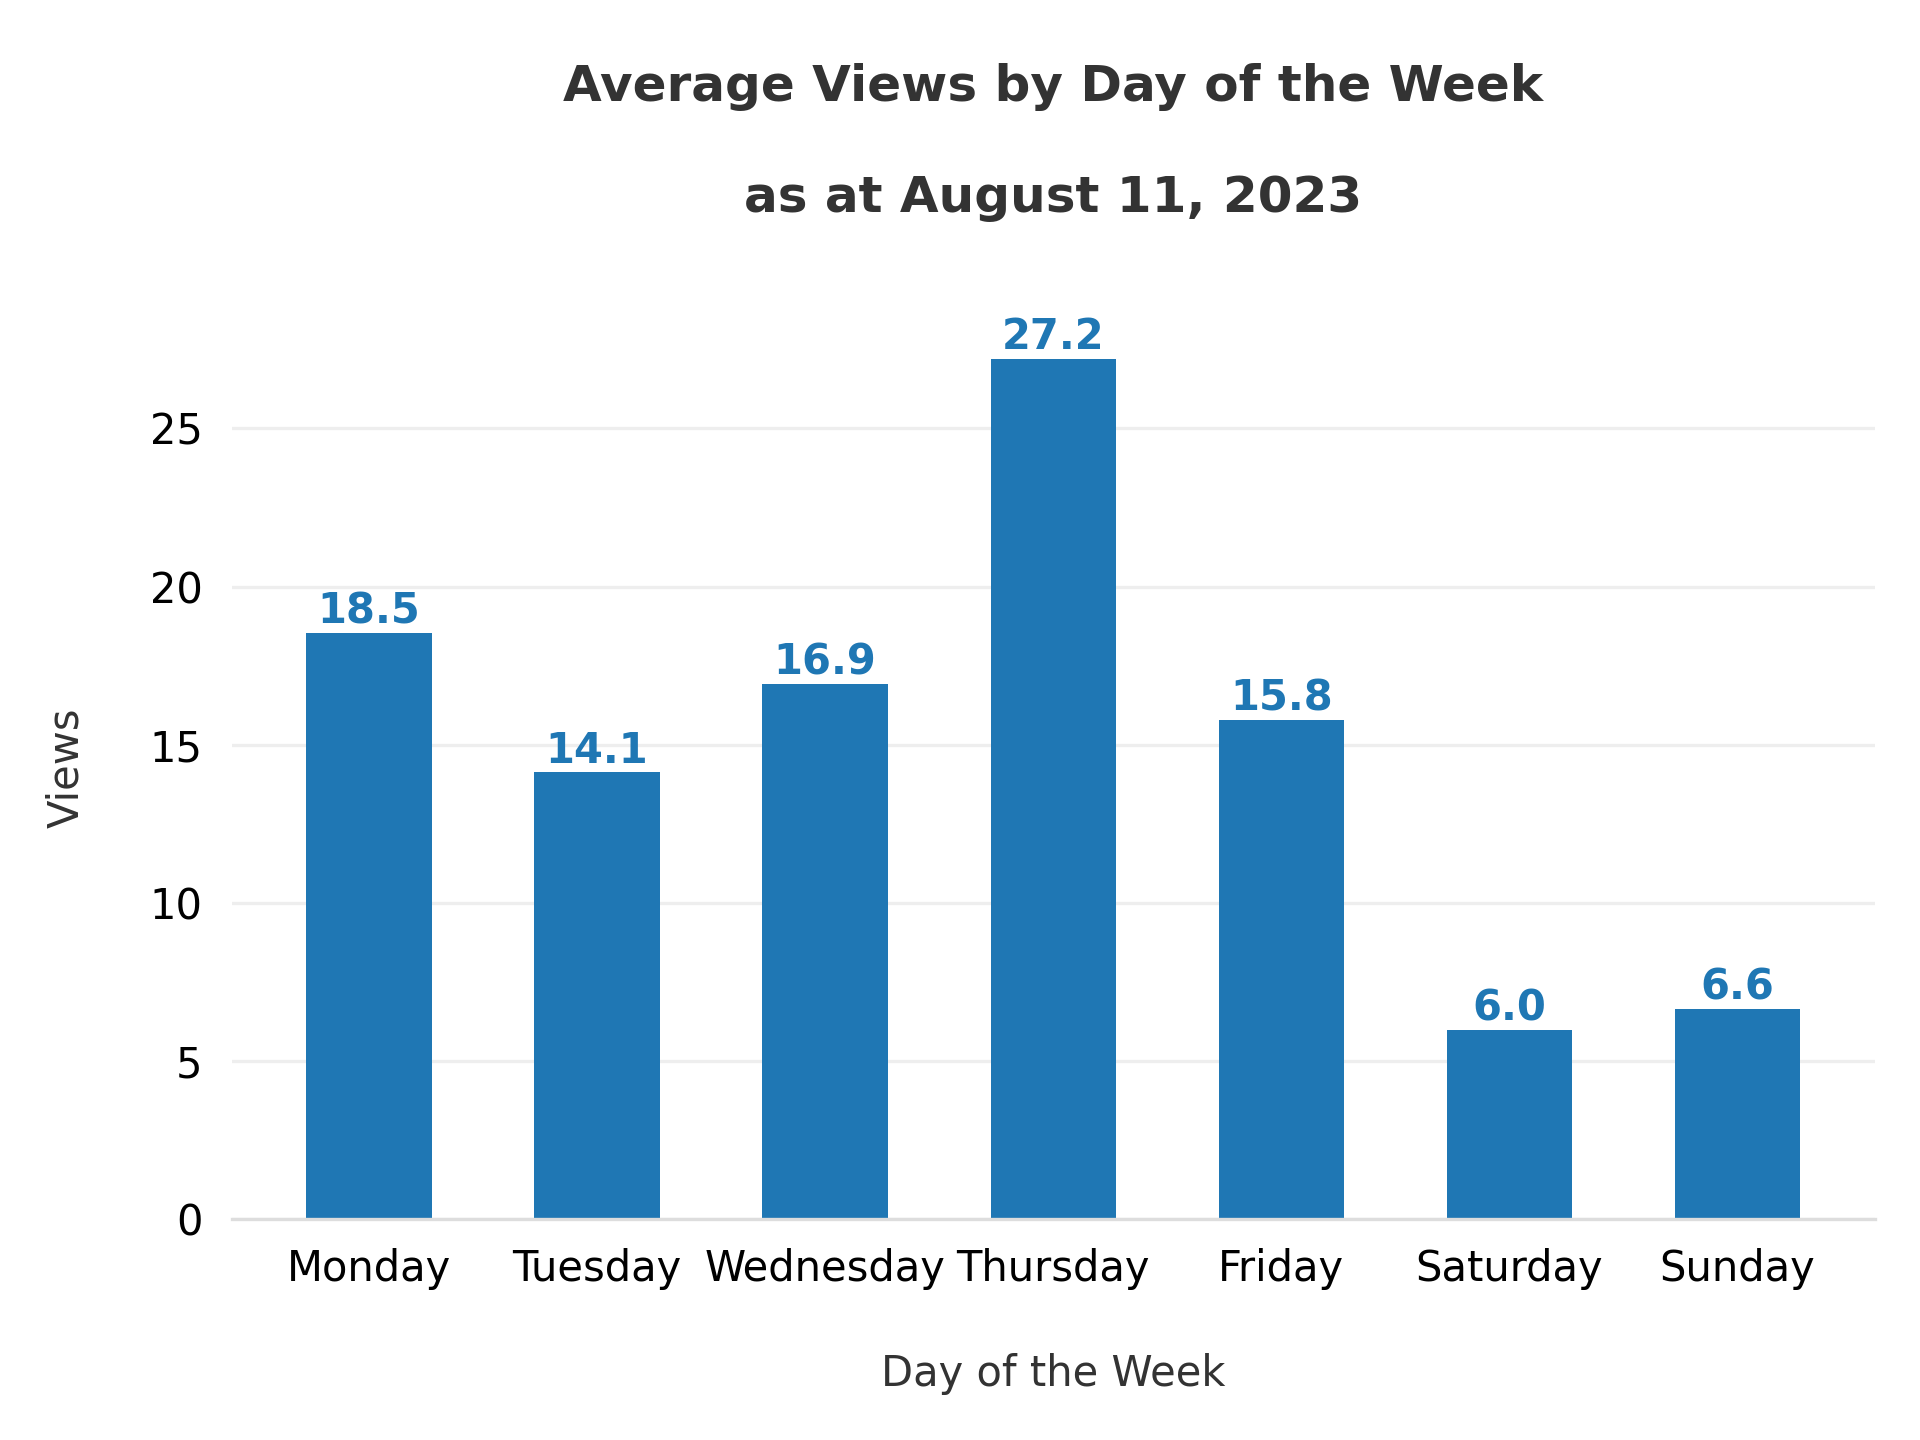 Average Views by Day of the Week
as at August 11, 2023
27.2
25
20
18.5
16.9
15.8
15
14.1
10
6.6
6.0
5
0
Views
Monday Tuesday Wednesday Thursday Friday Saturday Sunday
Day of the Week